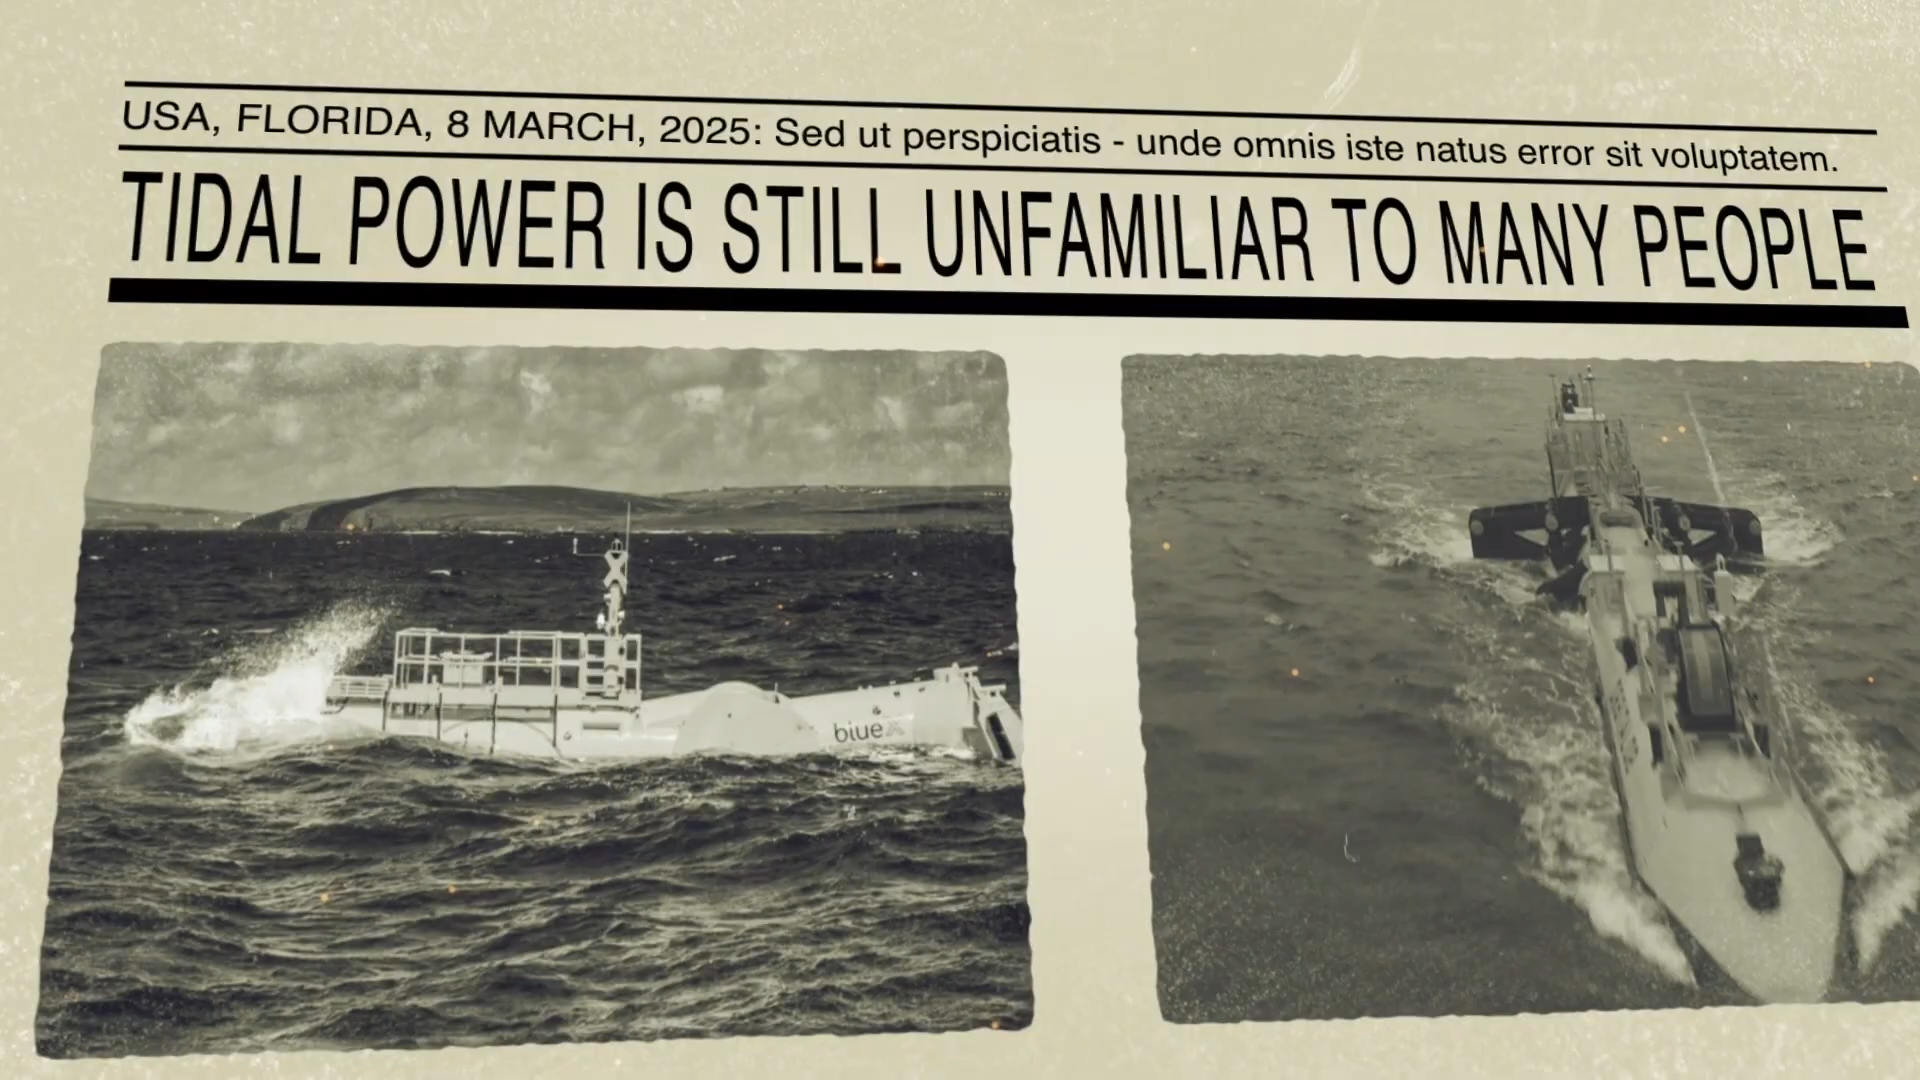 USA, FLORIDA, 8 MARCH, 2025: Sed ut perspiciatis - unde omnis iste natus error sit voluptatem.
TIDAL POWER IS STILL UNFAMILIAR TO MANY PEOPLE
blueX